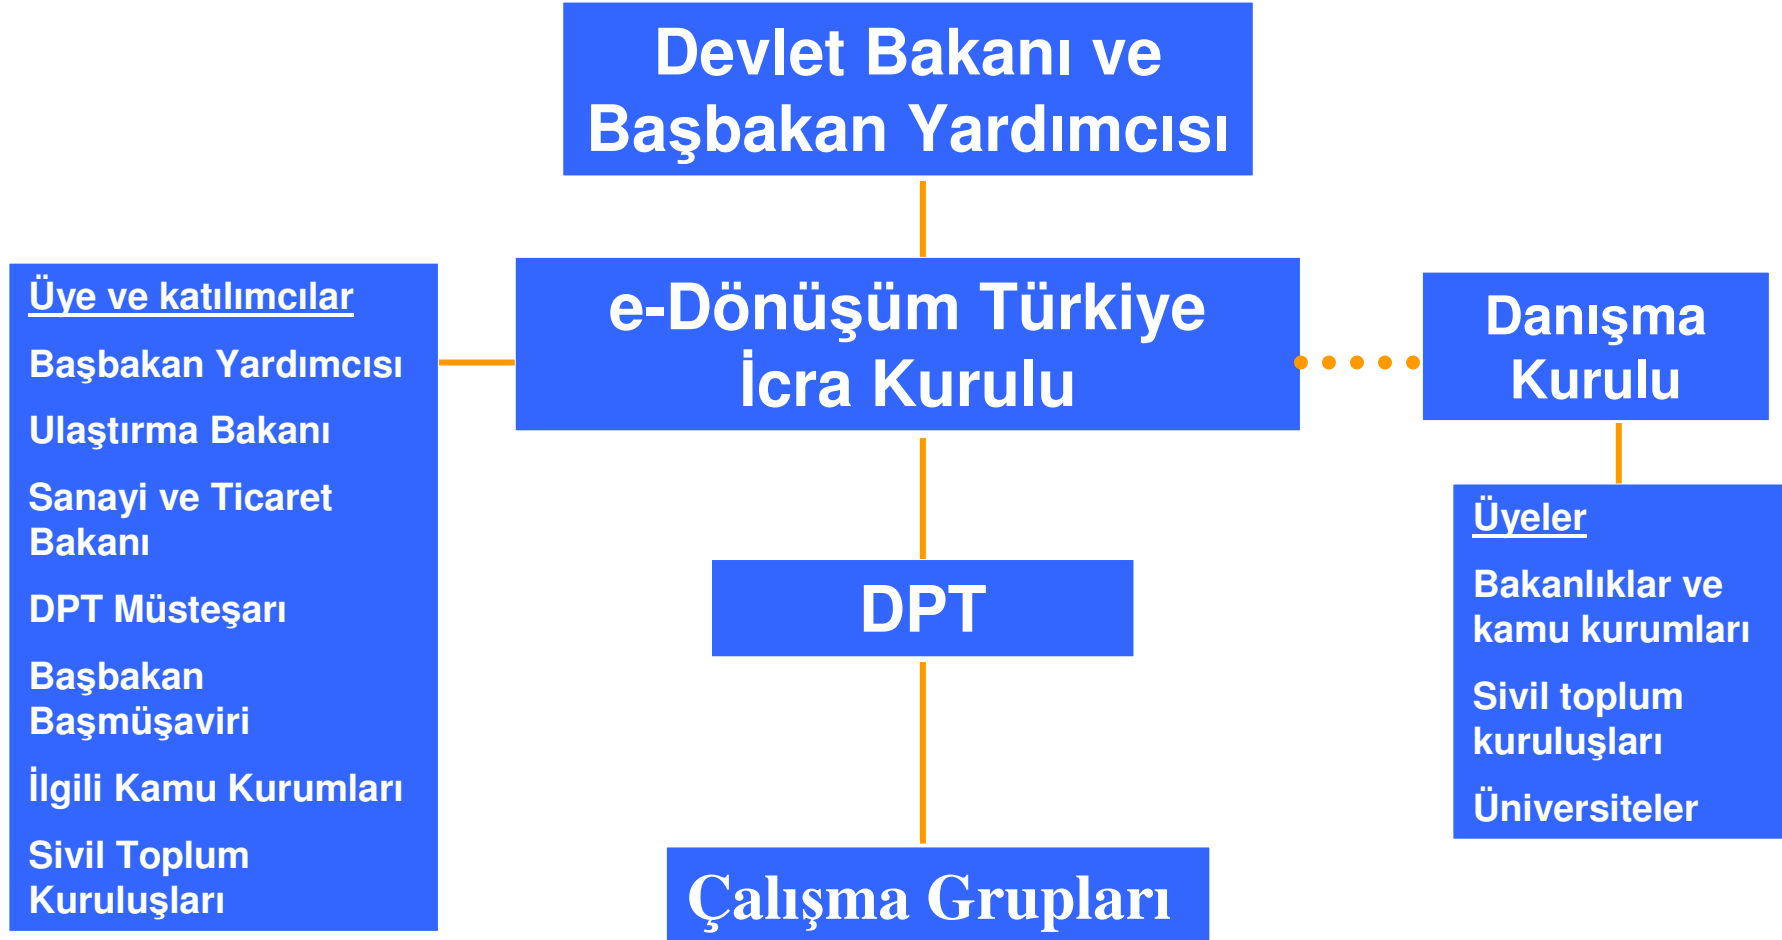 Devlet Bakanı ve
Başbakan Yardımcısı
Üye ve katılımcılar
Başbakan Yardımcısı
Ulaştırma Bakanı
Sanayi ve Ticaret
Bakanı
DPT Müsteşarı
Başbakan
Başmüşaviri
İlgili Kamu Kurumları
Sivil Toplum
Kuruluşları
e-Dönüşüm Türkiye
İcra Kurulu
DPT
Çalışma Grupları
Danışma
Kurulu
Üyeler
Bakanlıklar ve
kamu kurumları
Sivil toplum
kuruluşları
Üniversiteler